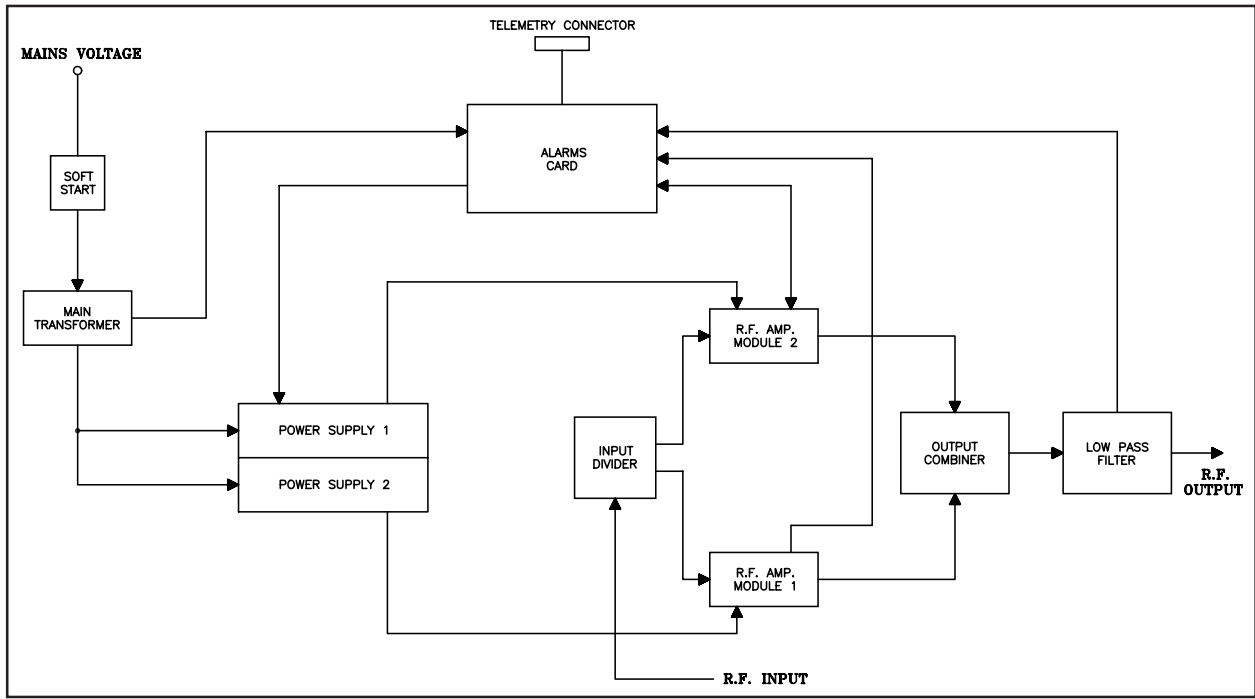 TELEMETRY CONNECTOR
MAINS VOLTAGE
ALARMS
CARD
SOFT
START
MAIN
TRANSFORMER
R.F. AMP.
MODULE 2
POWER SUPPLY 1
INPUT
DIVIDER
OUTPUT
COMBINER
LOW PASS
FILTER
POWER SUPPLY 2
R.F.
OUTPUT
R.F. AMP.
MODULE 1
R.F. INPUT